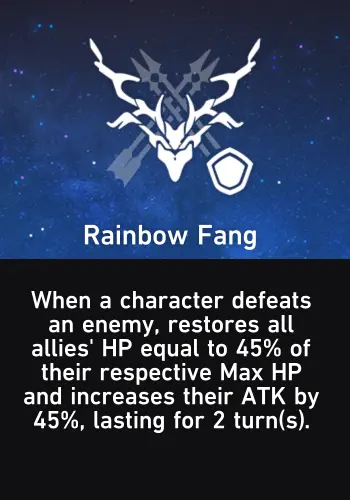 Rainbow Fang
When a character defeats
an enemy, restores all
allies' HP equal to 45% of
their respective Max HP
and increases their ATK by
45%, lasting for 2 turn(s).